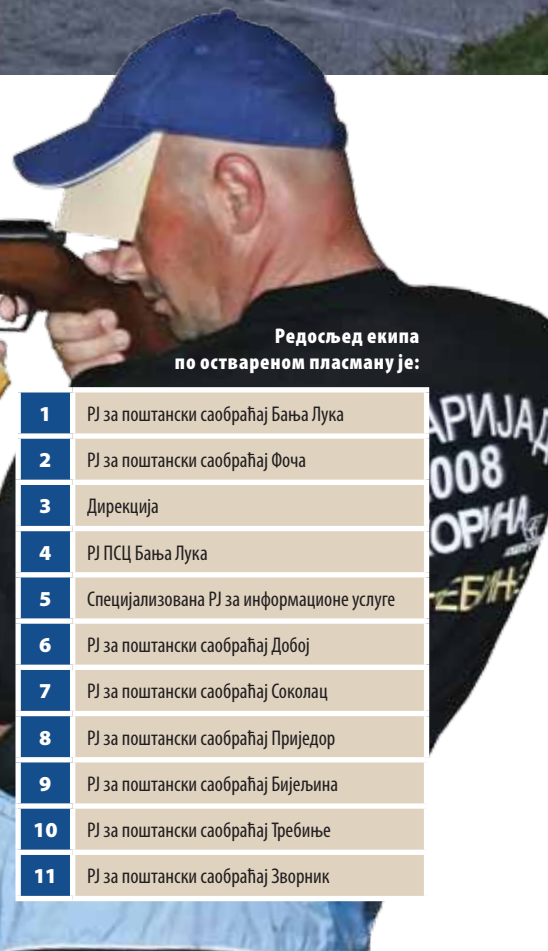 Редосљед екипа
по оствареном пласману је:
1 РЈ за поштански саобраћај Бања Лука
2 РЈ за поштански саобраћај Фоча
3 Дирекција
4 РЈ ПСЦ Бања Лука
5 Специјализована РЈ за информационе услуге
6 РЈ за поштански саобраћај Добој
7 РЈ за поштански саобраћај Соколац
8 РЈ за поштански саобраћај Приједор
9 РЈ за поштански саобраћај Бијељина
10 РЈ за поштански саобраћај Требиње
11 РЈ за поштански саобраћај Зворник
АРИЈАД
008
ОРИНА
ЕБИЊЕ